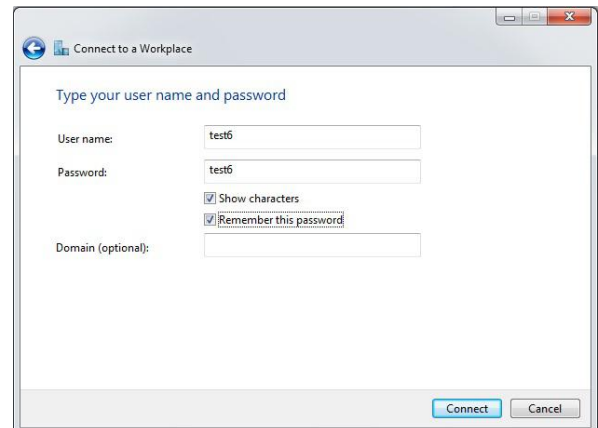 Connect to a Workplace
Type your user name and password
User name: test6
Password: test6
Show characters
Remember this password
Domain (optional):
Connect Cancel